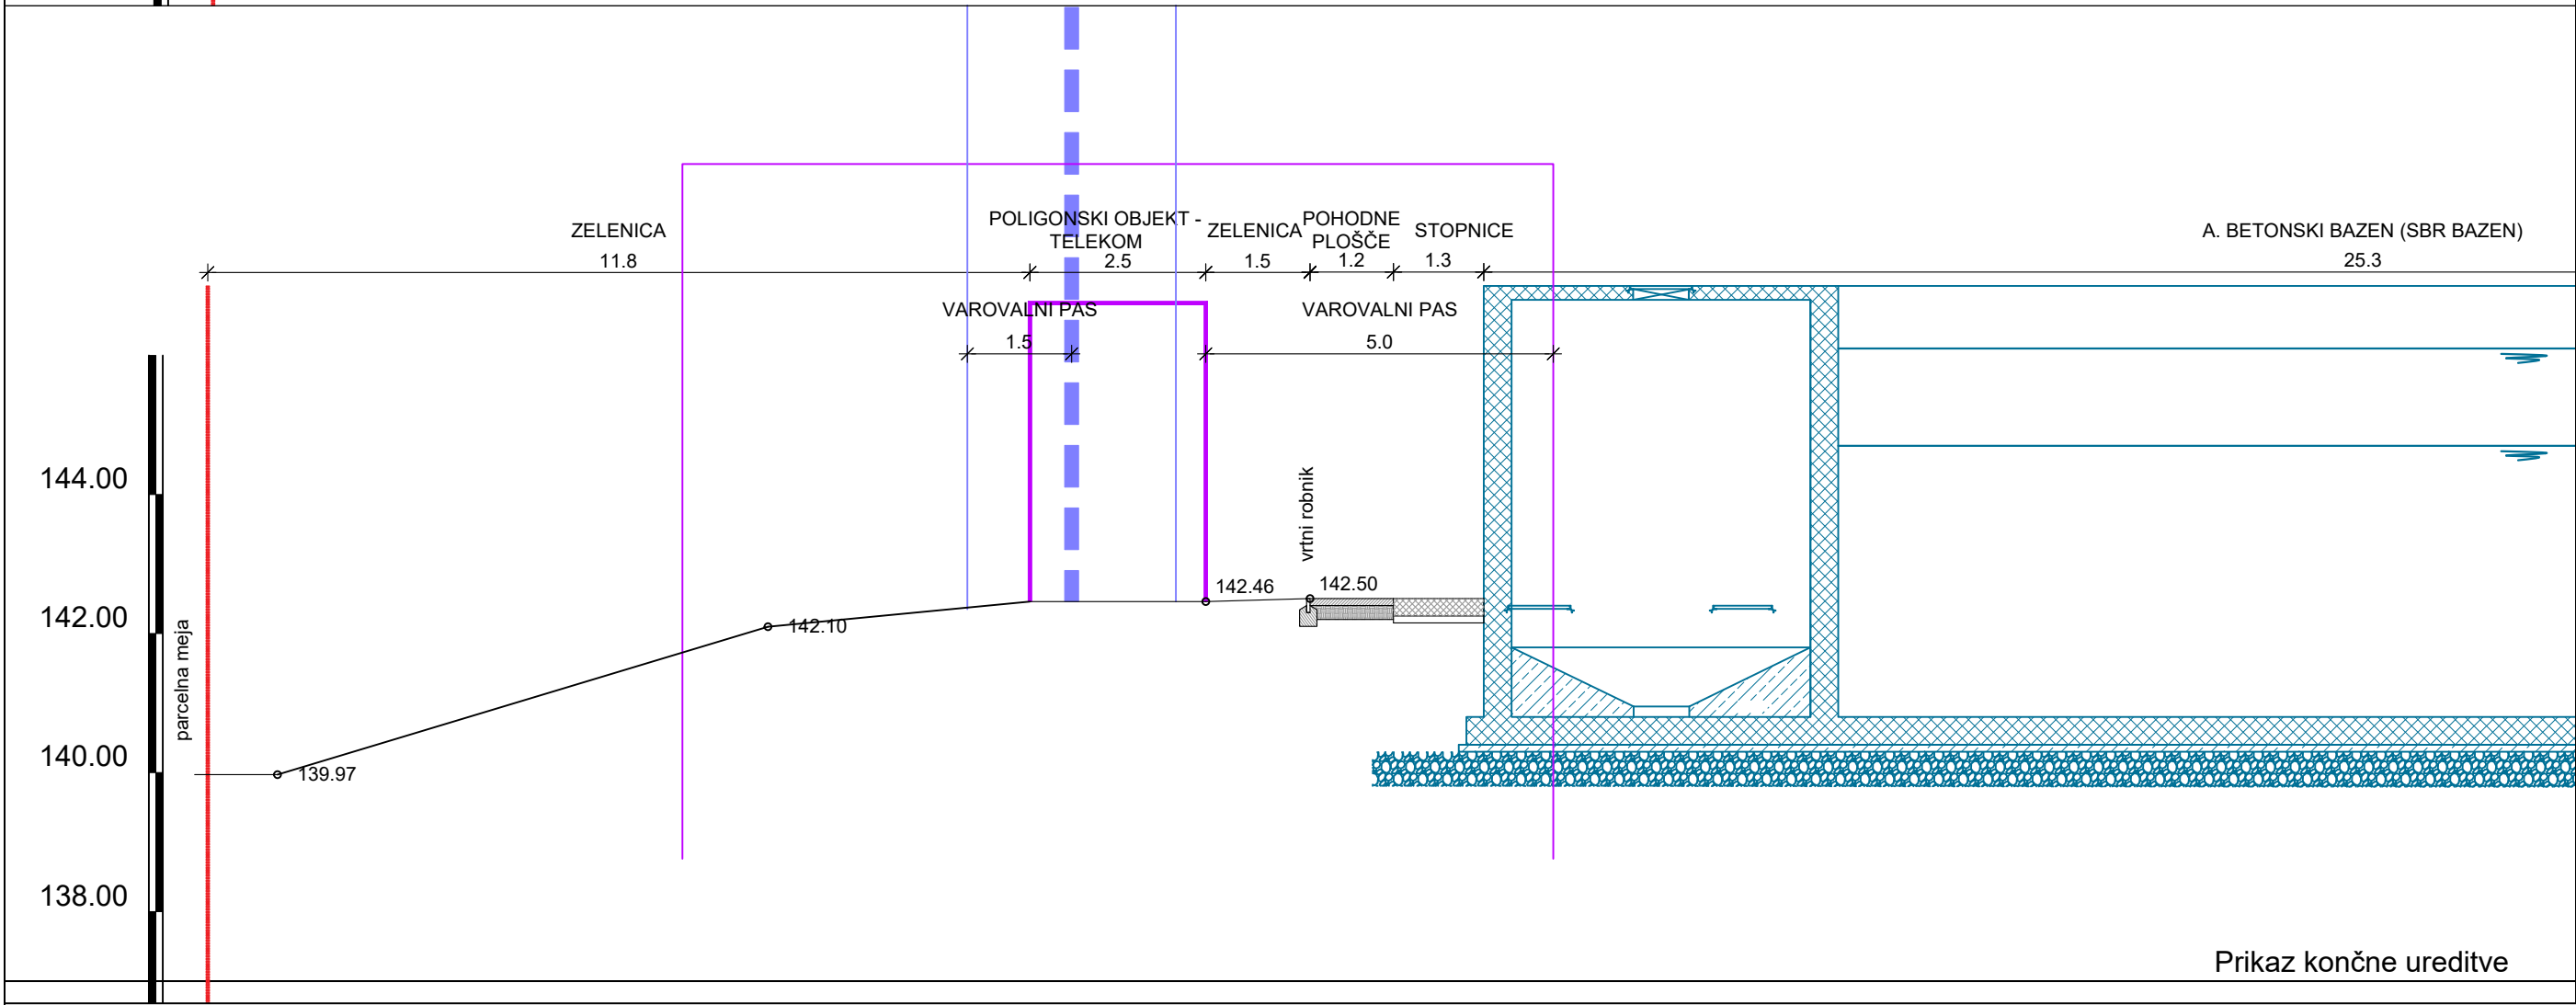 POLIGONSKI OBJEKT -
TELEKOM
ZELENICA
11.8
2.5
ZELENICA
1.5
POHODNE
PLOŠČE
1.2
STOPNICE
1.3
A. BETONSKI BAZEN (SBR BAZEN)
25.3
VAROVALNI PAS
1.5
VAROVALNI PAS
5.0
144.00
142.00
140.00
138.00
parcelna meja
vrtni robnik
142.46
142.50
142.10
139.97
Prikaz končne ureditve